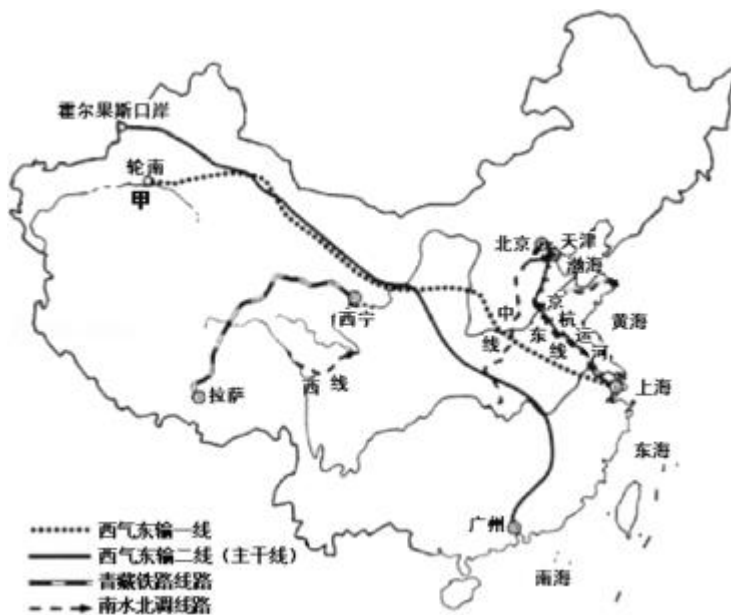 霍尔果斯口岸
轮南
甲
北京
天津
渤海
西宁
中
线
京
杭
运
河
东
线
黄海
西
线
拉萨
上海
东海
广州
南海
西气东输一线
西气东输二线（主干线）
青藏铁路线路
南水北调线路